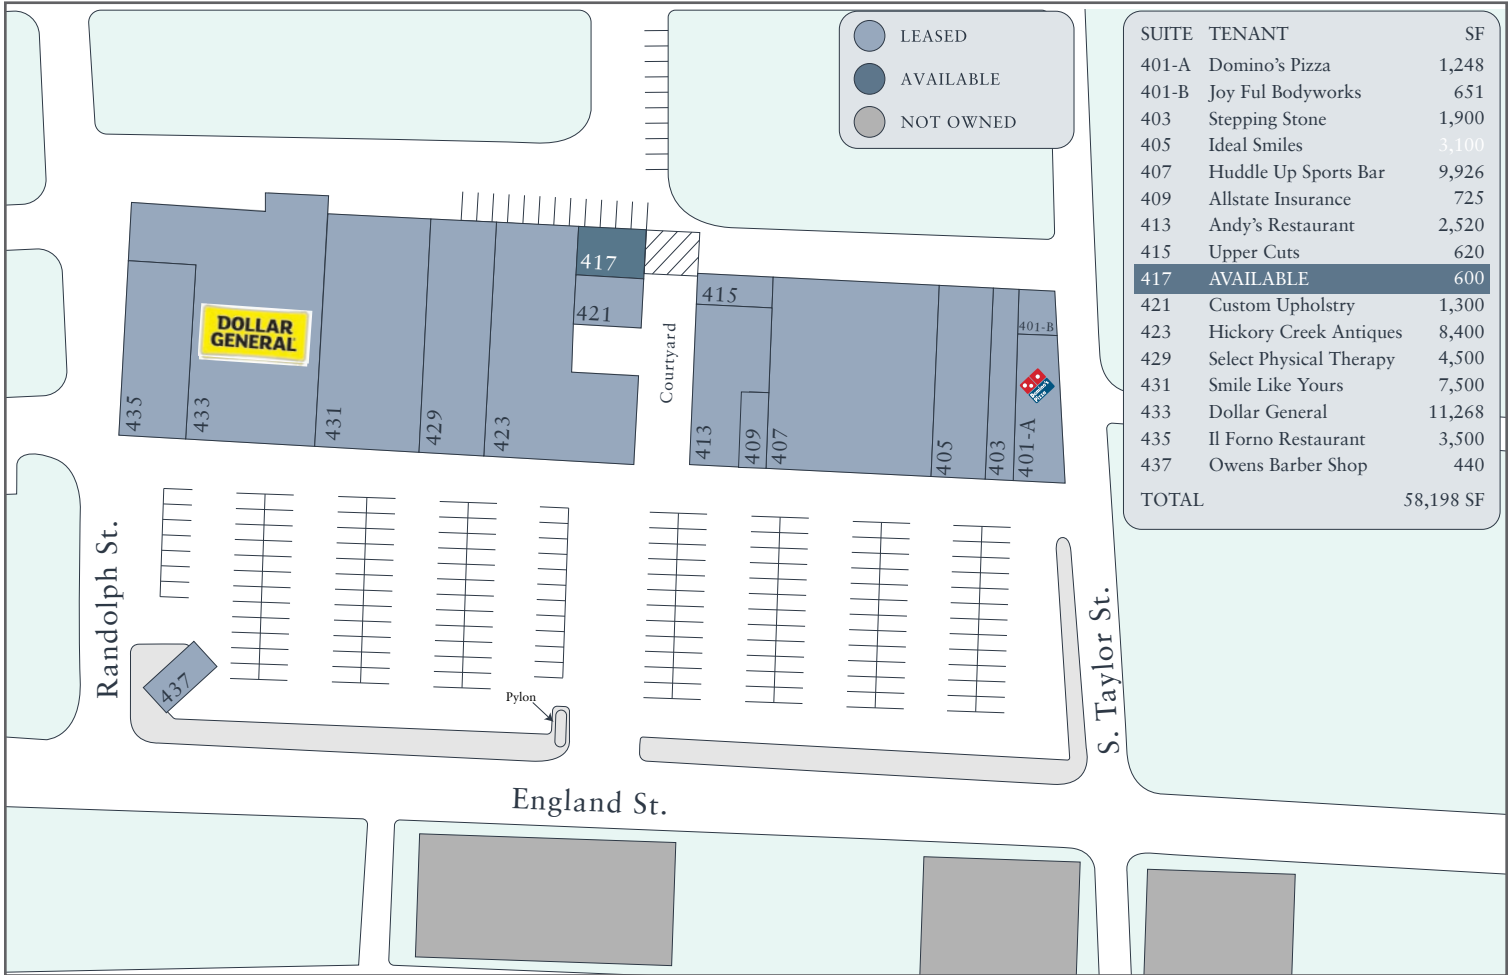 LEASED
AVAILABLE
NOT OWNED
SUITE TENANT SF
401-A Domino's Pizza 1,248
401-B Joy Ful Bodyworks 651
403 Stepping Stone 1,900
405 Ideal Smiles 3,100
407 Huddle Up Sports Bar 9,926
409 Allstate Insurance 725
413 Andy's Restaurant 2,520
415 Upper Cuts 620
417 AVAILABLE 600
421 Custom Upholstry 1,300
423 Hickory Creek Antiques 8,400
429 Select Physical Therapy 4,500
431 Smile Like Yours 7,500
433 Dollar General 11,268
435 Il Forno Restaurant 3,500
437 Owens Barber Shop 440
TOTAL 58,198 SF
417
421
415
401-B
DOLLAR
GENERAL
Courtyard
Domino's
Pizza
435
433
431
429
423
413
409
407
405
403
401-A
Randolph St.
437
Pylon
S. Taylor St.
England St.